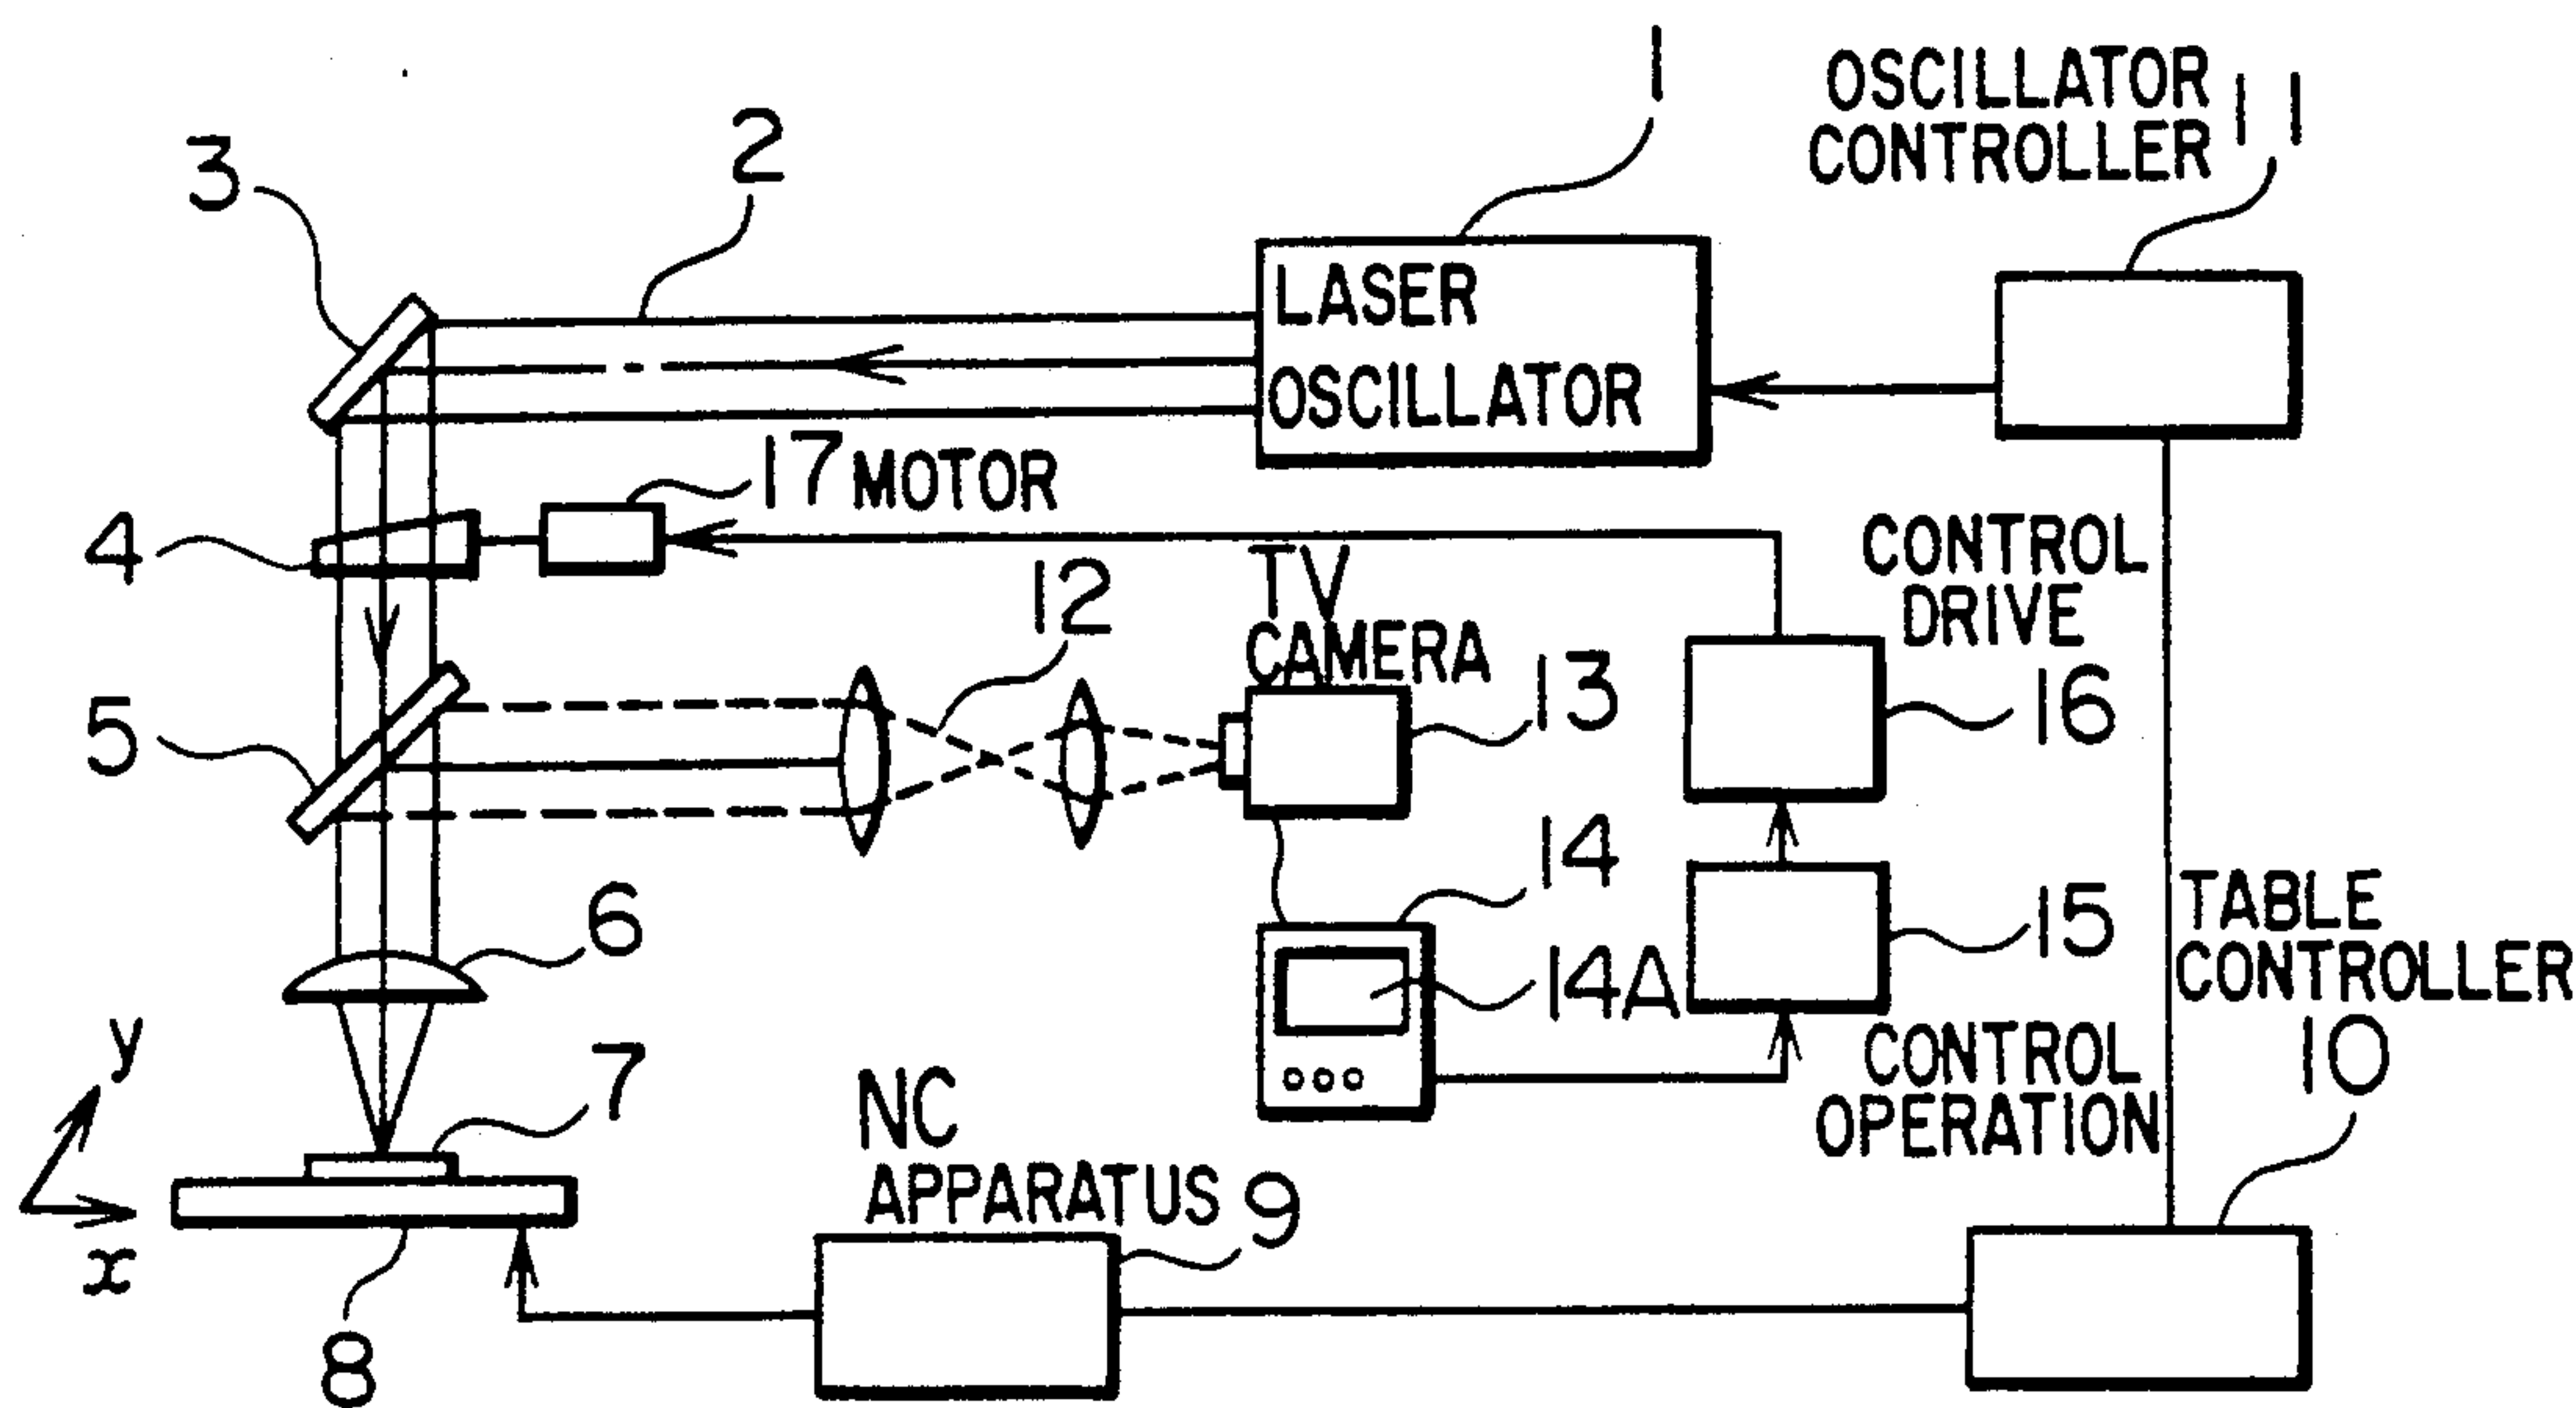 1
OSCILLATOR
CONTROLLER 11
2
3
LASER
OSCILLATOR
17 MOTOR
4
CONTROL
DRIVE
TV
CAMERA
12
13
16
5
14
15
6
14A
TABLE
CONTROLLER
10
y
7
CONTROL
OPERATION
NC
APPARATUS 9
x
8